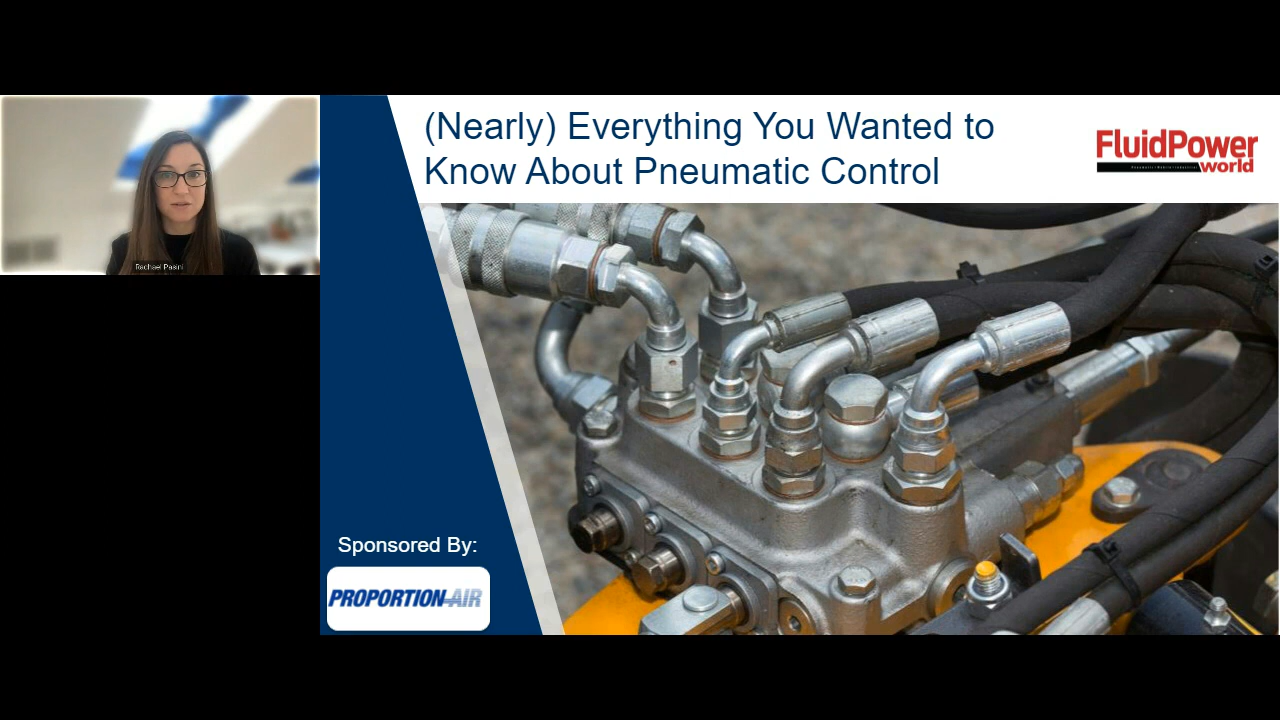 (Nearly) Everything You Wanted to
Know About Pneumatic Control
FluidPower
world
Rachael Pasini
Sponsored By:
PROPORTION-AIR